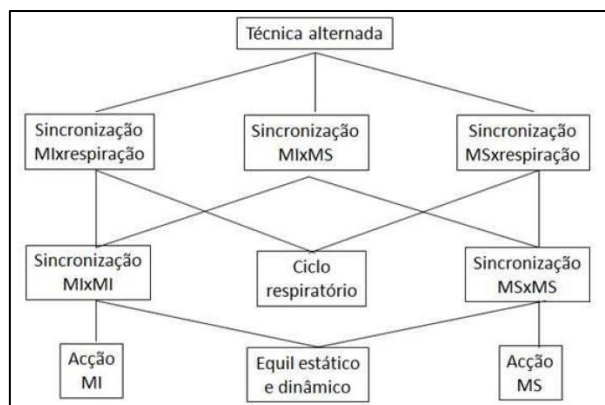 Técnica alternada
Sincronização
MIxrespiração
Sincronização
MIxMS
Sincronização
MSxrespiração
Sincronização
MIxMI
Ciclo
respiratório
Sincronização
MSxMS
Acção
MI
Equil estático
e dinâmico
Acção
MS